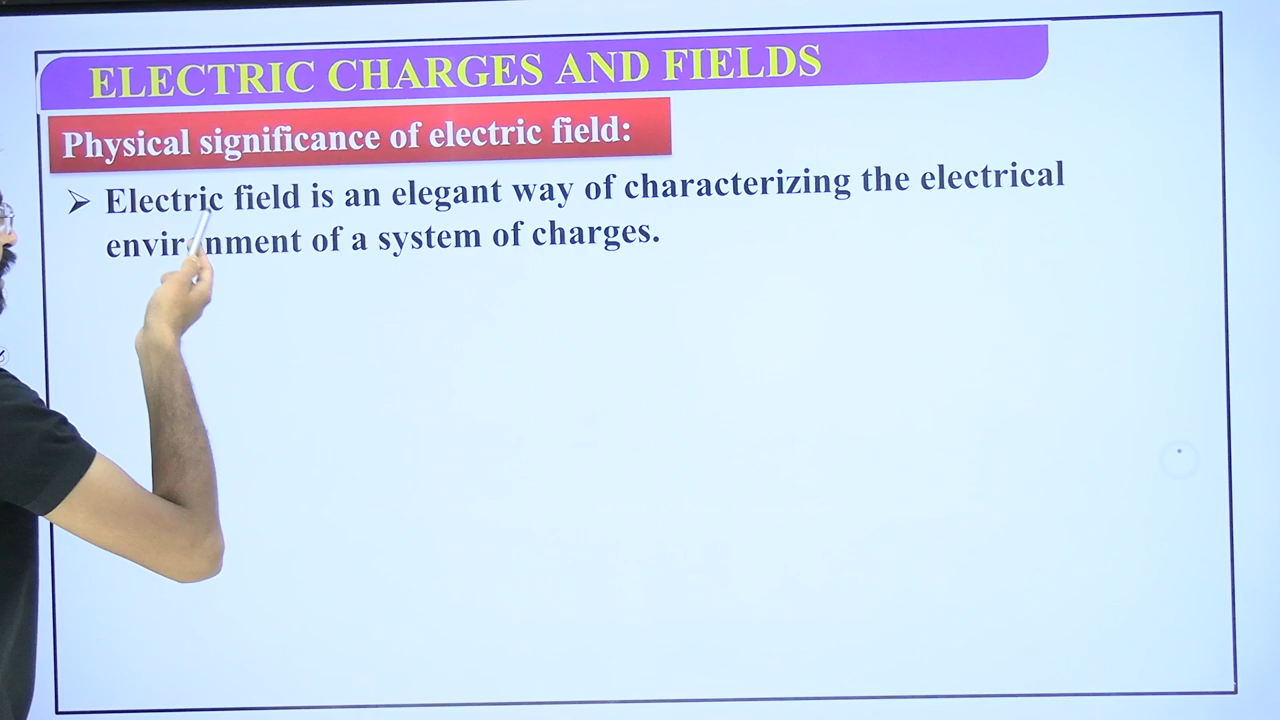 ELECTRIC CHARGES AND FIELDS
Physical significance of electric field:
➢ Electric field is an elegant way of characterizing the electrical
environment of a system of charges.